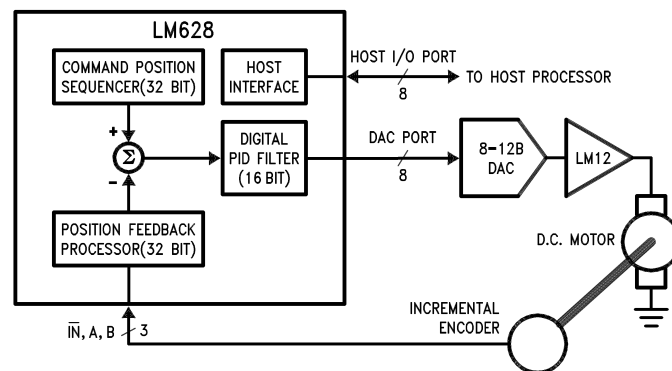 LM628
COMMAND POSITION
SEQUENCER(32 BIT)
HOST
INTERFACE
HOST I/O PORT
8
TO HOST PROCESSOR
+
Σ
-
DIGITAL
PID FILTER
(16 BIT)
DAC PORT
8
8-12B
DAC
LM12
POSITION FEEDBACK
PROCESSOR(32 BIT)
D.C. MOTOR
INCREMENTAL
ENCODER
I̅N̅, A, B
3